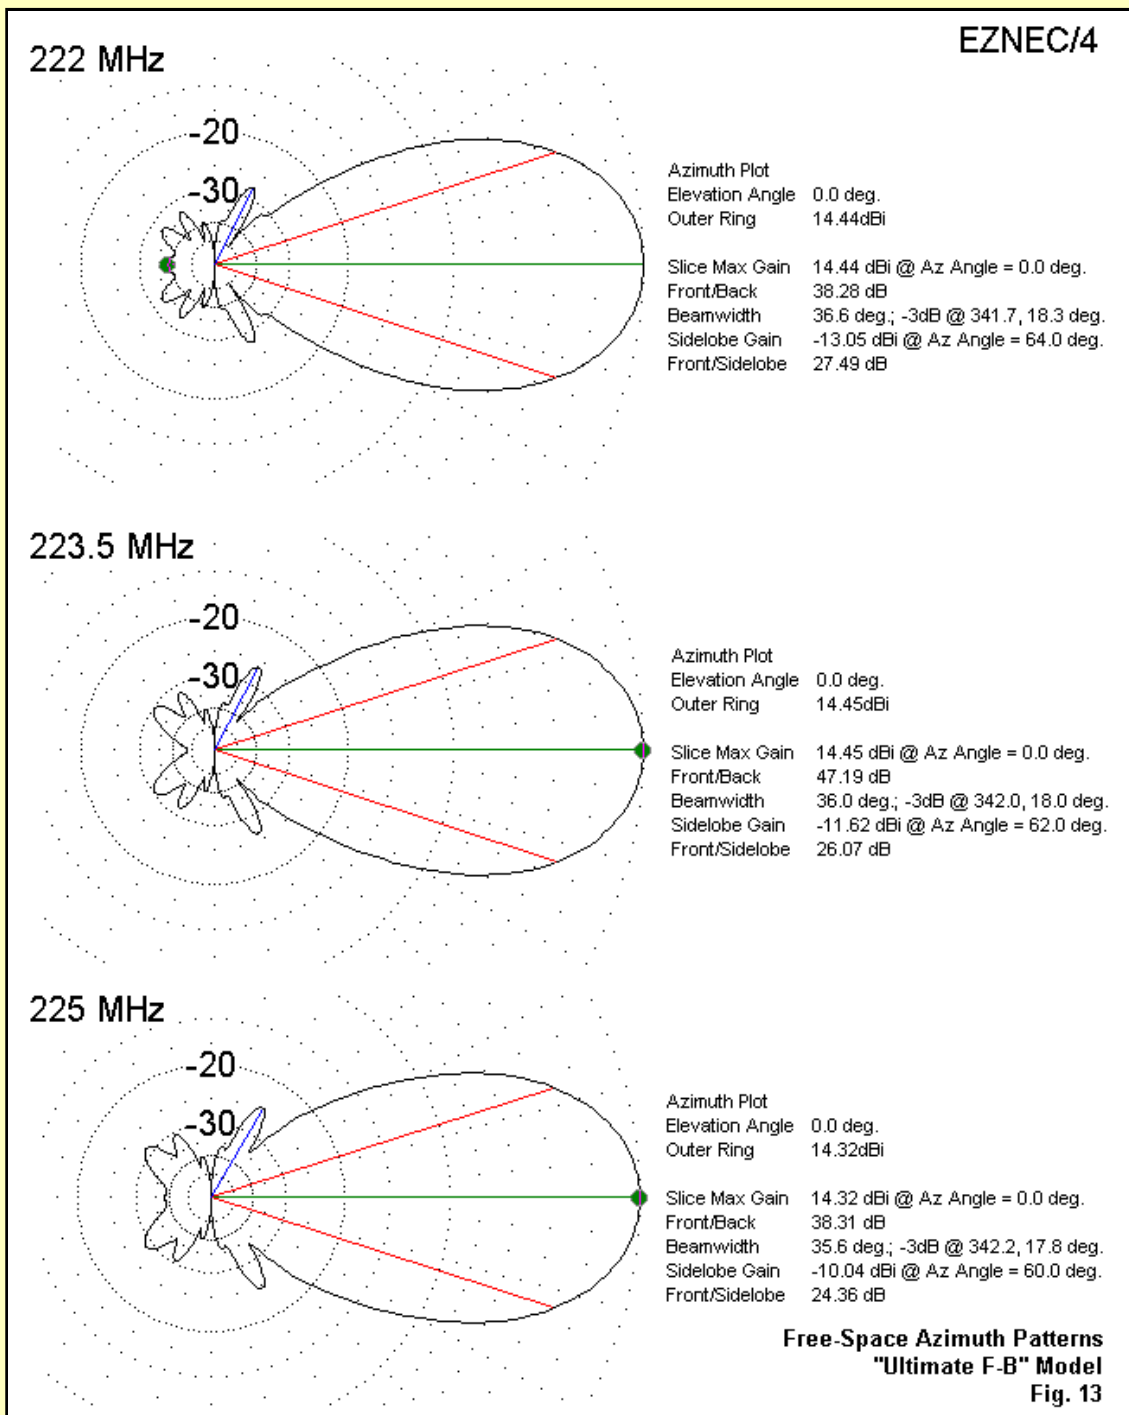 EZNEC/4
222 MHz
-20
-30
Azimuth Plot
Elevation Angle 0.0 deg.
Outer Ring 14.44dBi
Slice Max Gain 14.44 dBi @ Az Angle = 0.0 deg.
Front/Back 38.28 dB
Beamwidth 36.6 deg.; -3dB @ 341.7, 18.3 deg.
Sidelobe Gain -13.05 dBi @ Az Angle = 64.0 deg.
Front/Sidelobe 27.49 dB
223.5 MHz
-20
-30
Azimuth Plot
Elevation Angle 0.0 deg.
Outer Ring 14.45dBi
Slice Max Gain 14.45 dBi @ Az Angle = 0.0 deg.
Front/Back 47.19 dB
Beamwidth 36.0 deg.; -3dB @ 342.0, 18.0 deg.
Sidelobe Gain -11.62 dBi @ Az Angle = 62.0 deg.
Front/Sidelobe 26.07 dB
225 MHz
-20
-30
Azimuth Plot
Elevation Angle 0.0 deg.
Outer Ring 14.32dBi
Slice Max Gain 14.32 dBi @ Az Angle = 0.0 deg.
Front/Back 38.31 dB
Beamwidth 35.6 deg.; -3dB @ 342.2, 17.8 deg.
Sidelobe Gain -10.04 dBi @ Az Angle = 60.0 deg.
Front/Sidelobe 24.36 dB
Free-Space Azimuth Patterns
"Ultimate F-B" Model
Fig. 13